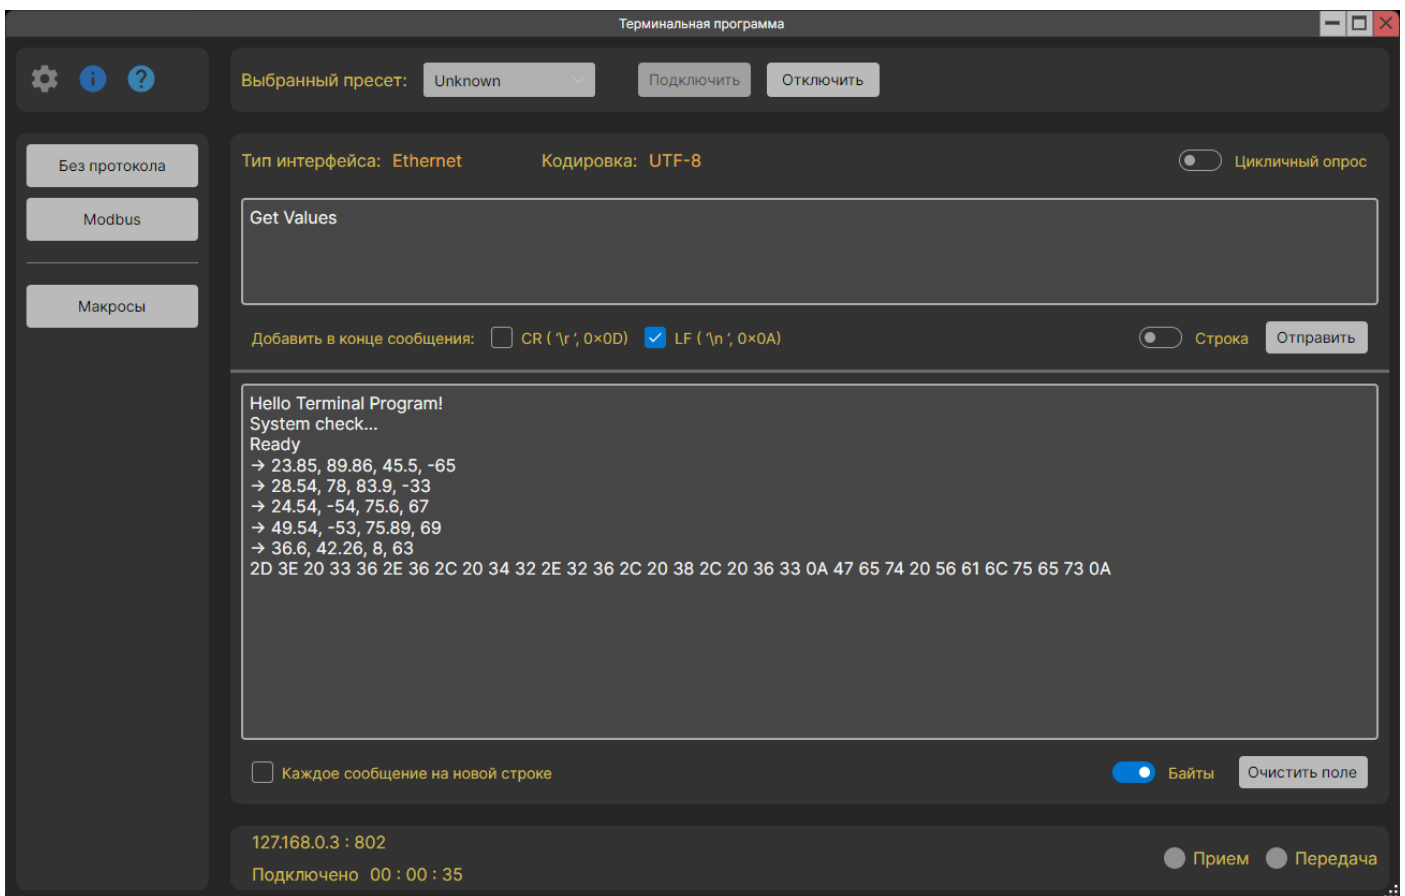 Терминальная программа
Выбранный пресет: Unknown Подключить Отключить
Без протокола
Modbus
Макросы
Тип интерфейса: Ethernet Кодировка: UTF-8 Цикличный опрос
Get Values
Добавить в конце сообщения: CR ( '\r ', 0×0D) LF ( '\n ', 0×0A) Строка Отправить
Hello Terminal Program!
System check...
Ready
→ 23.85, 89.86, 45.5, -65
→ 28.54, 78, 83.9, -33
→ 24.54, -54, 75.6, 67
→ 49.54, -53, 75.89, 69
→ 36.6, 42.26, 8, 63
2D 3E 20 33 36 2E 36 2C 20 34 32 2E 32 36 2C 20 38 2C 20 36 33 0A 47 65 74 20 56 61 6C 75 65 73 0A
Каждое сообщение на новой строке Байты Очистить поле
127.168.0.3 : 802
Подключено 00 : 00 : 35
Прием Передача